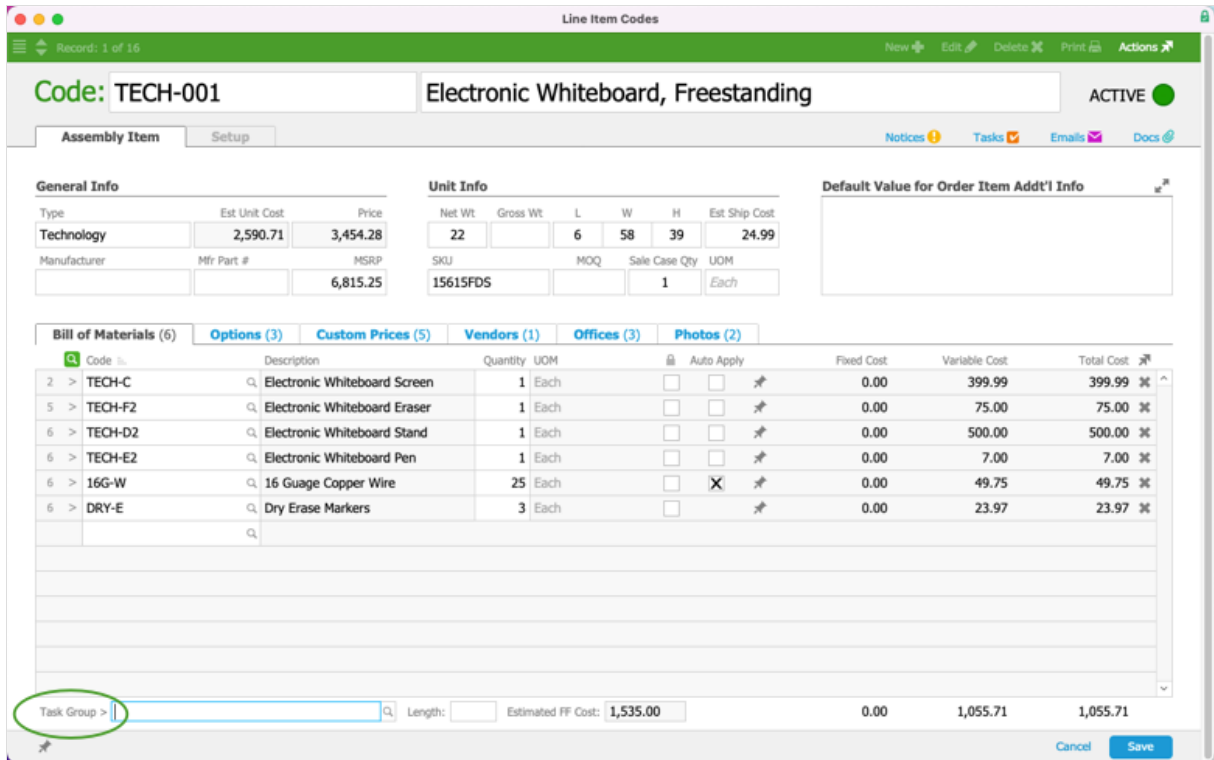 Line Item Codes
Record: 1 of 16 New Edit Delete Print Actions
Code: TECH-001 Electronic Whiteboard, Freestanding ACTIVE
Assembly Item Setup Notices Tasks Emails Docs
General Info Unit Info Default Value for Order Item Addt'l Info
Type Est Unit Cost Price Net Wt Gross Wt L W H Est Ship Cost
Technology 2,590.71 3,454.28 22 6 58 39 24.99
Manufacturer Mfr Part # MSRP SKU MOQ Sale Case Qty UOM
6,815.25 15615FDS 1 Each
Bill of Materials (6) Options (3) Custom Prices (5) Vendors (1) Offices (3) Photos (2)
Code Description Quantity UOM Auto Apply Fixed Cost Variable Cost Total Cost
2 > TECH-C Electronic Whiteboard Screen 1 Each 0.00 399.99 399.99
5 > TECH-F2 Electronic Whiteboard Eraser 1 Each 0.00 75.00 75.00
6 > TECH-D2 Electronic Whiteboard Stand 1 Each 0.00 500.00 500.00
6 > TECH-E2 Electronic Whiteboard Pen 1 Each 0.00 7.00 7.00
6 > 16G-W 16 Guage Copper Wire 25 Each 0.00 49.75 49.75
6 > DRY-E Dry Erase Markers 3 Each 0.00 23.97 23.97
Task Group > Length: Estimated FF Cost: 1,535.00 0.00 1,055.71 1,055.71
Cancel Save